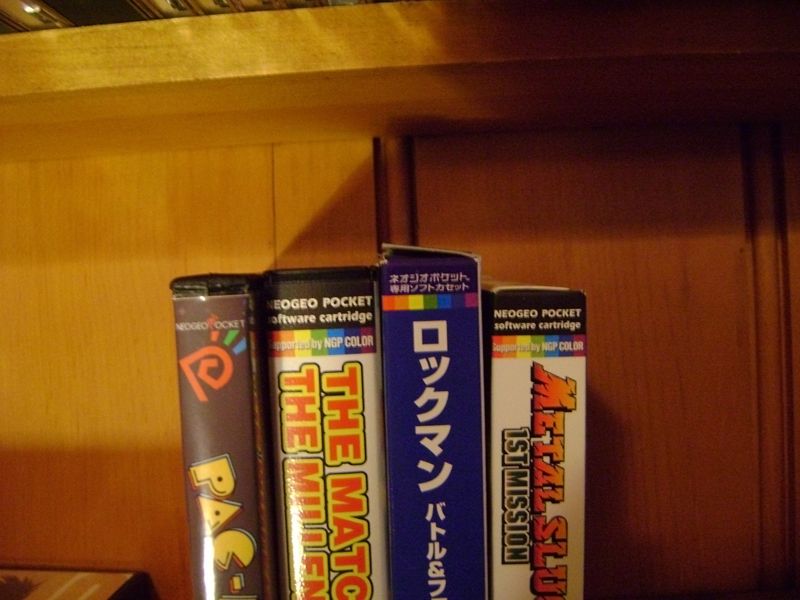 NEOGEO POCKET
PAC-
NEOGEO POCKET
software cartridge
Supported by NGP COLOR
THE MATC
THE MILLEN
ネオジオポケット
専用ソフトカセット
ロックマン バトル&フ
NEOGEO POCKET
software cartridge
Supported by NGP COLOR
METAL SLU
1ST MISSION